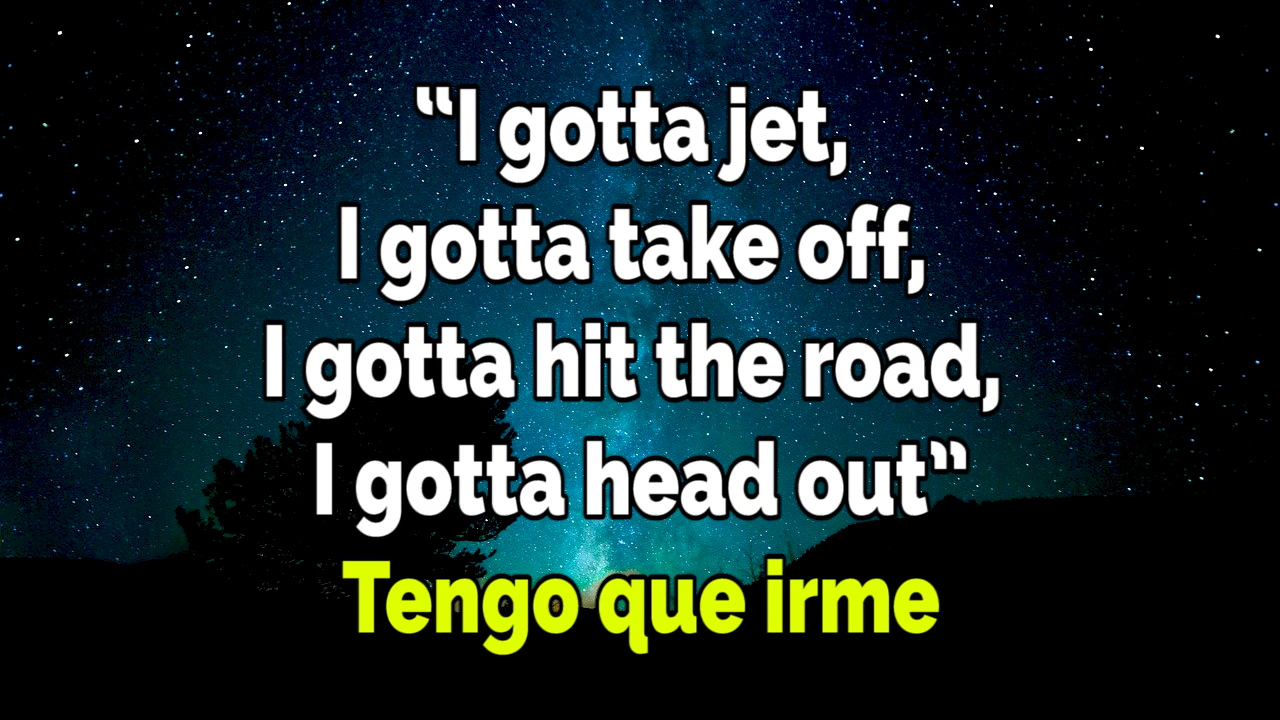 “I gotta jet,
I gotta take off,
I gotta hit the road,
I gotta head out”
Tengo que irme